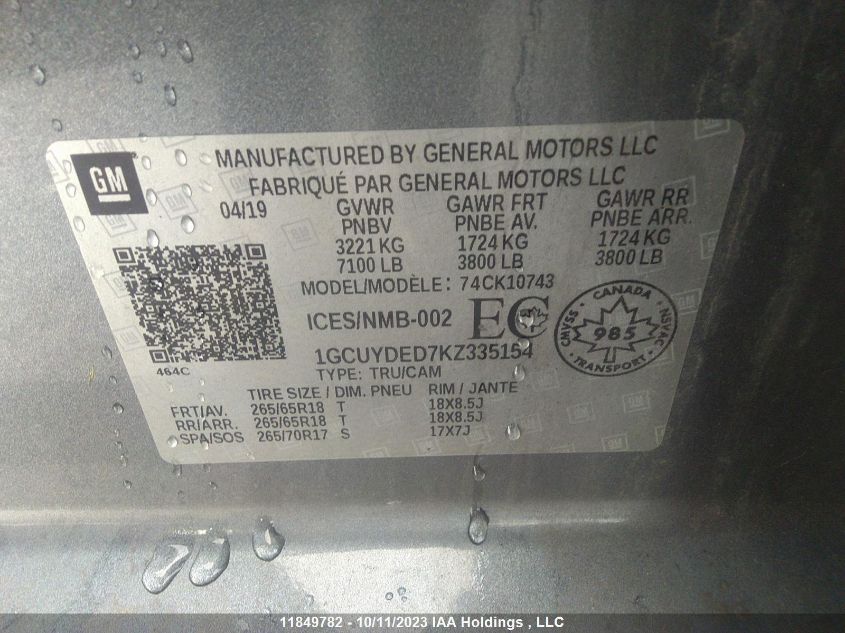 GM
MANUFACTURED BY GENERAL MOTORS LLC
FABRIQUÉ PAR GENERAL MOTORS LLC
04/19 GVWR GAWR FRT GAWR RR
PNBV PNBE AV. PNBE ARR.
3221 KG 1724 KG 1724 KG
7100 LB 3800 LB 3800 LB
MODEL/MODÈLE: 74CK10743
ICES/NMB-002 EC
CANADA
CMVSS 985 NSVAC
TRANSPORT
1GCUYDED7KZ335154
464C
TYPE: TRU/CAM
TIRE SIZE / DIM. PNEU RIM / JANTE
FRT/AV. 265/65R18 T 18X8.5J
RR/ARR. 265/65R18 T 18X8.5J
SPA/SOS 265/70R17 S 17X7J
11849782 - 10/11/2023 IAA Holdings , LLC